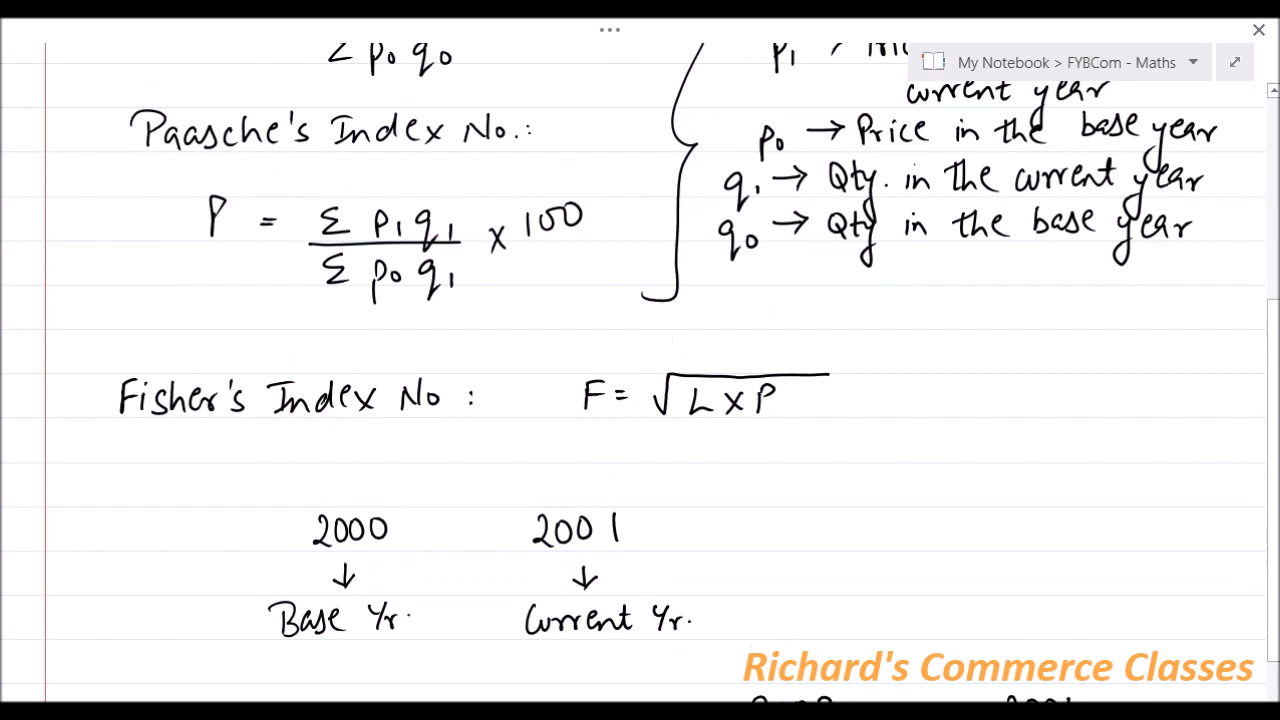 Σ p₀ q₀
Paasche's Index No.:
P = Σ p₁ q₁ / Σ p₀ q₁ × 100
p₁ →
current year
p₀ → Price in the base year
q₁ → Qty. in the current year
q₀ → Qty in the base year
My Notebook > FYBCom - Maths
Fisher's Index No : F = √L × P
2000 2001
↓ ↓
Base Yr. Current Yr.
Richard's Commerce Classes